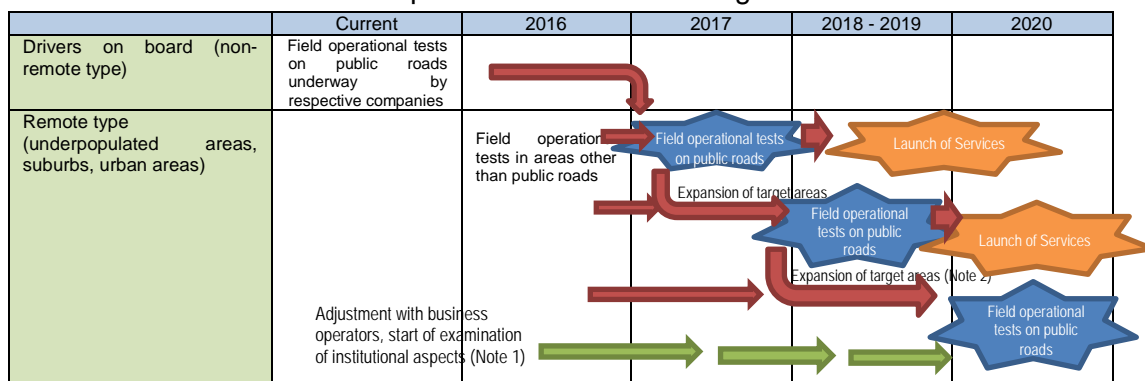 Current
2016
2017
2018 - 2019
2020
Drivers on board (non-
remote type)
Field operational tests
on public roads
underway by
respective companies
Remote type
(underpopulated areas,
suburbs, urban areas)
Field operational
tests in areas other
than public roads
Field operational tests
on public roads
Launch of Services
Expansion of target areas
Field operational
tests on public
roads
Launch of Services
Expansion of target areas (Note 2)
Field operational
tests on public
roads
Adjustment with business
operators, start of examination
of institutional aspects (Note 1)